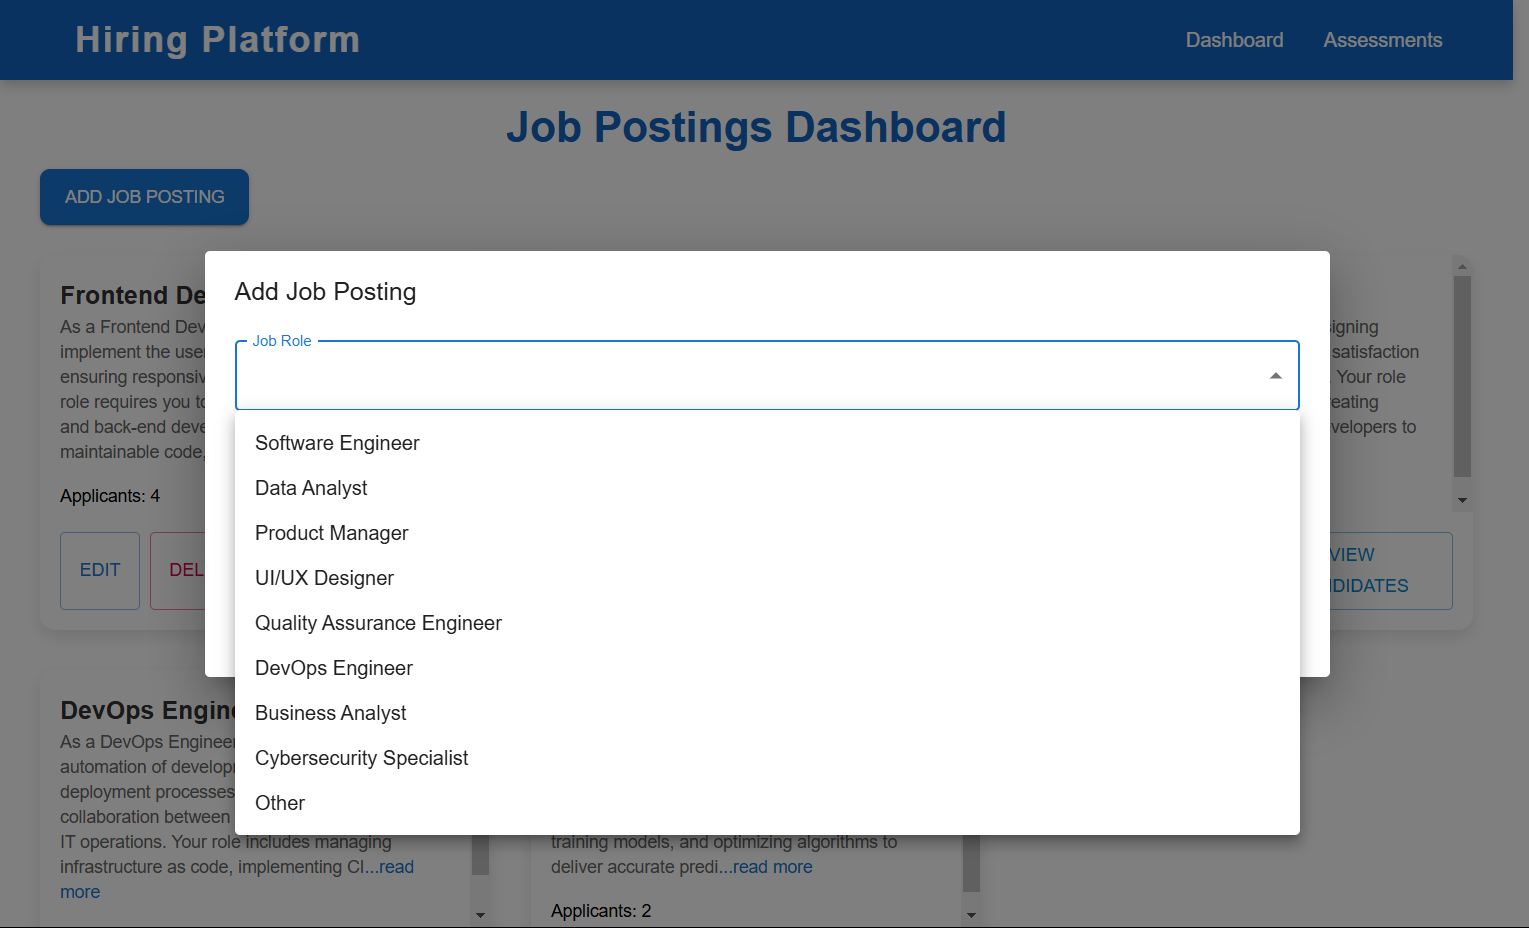 Hiring Platform
Dashboard
Assessments
Job Postings Dashboard
ADD JOB POSTING
Add Job Posting
Job Role
Software Engineer
Data Analyst
Product Manager
UI/UX Designer
Quality Assurance Engineer
DevOps Engineer
Business Analyst
Cybersecurity Specialist
Other
Frontend De
As a Frontend Dev
implement the use
ensuring responsiv
role requires you to
and back-end deve
maintainable code,
Applicants: 4
EDIT
DEL
igning
satisfaction
. Your role
eating
velopers to
VIEW
DIDATES
DevOps Engin
As a DevOps Engineer
automation of develop
deployment processes
collaboration between
IT operations. Your role includes managing
infrastructure as code, implementing CI...read
more
training models, and optimizing algorithms to
deliver accurate predi...read more
Applicants: 2